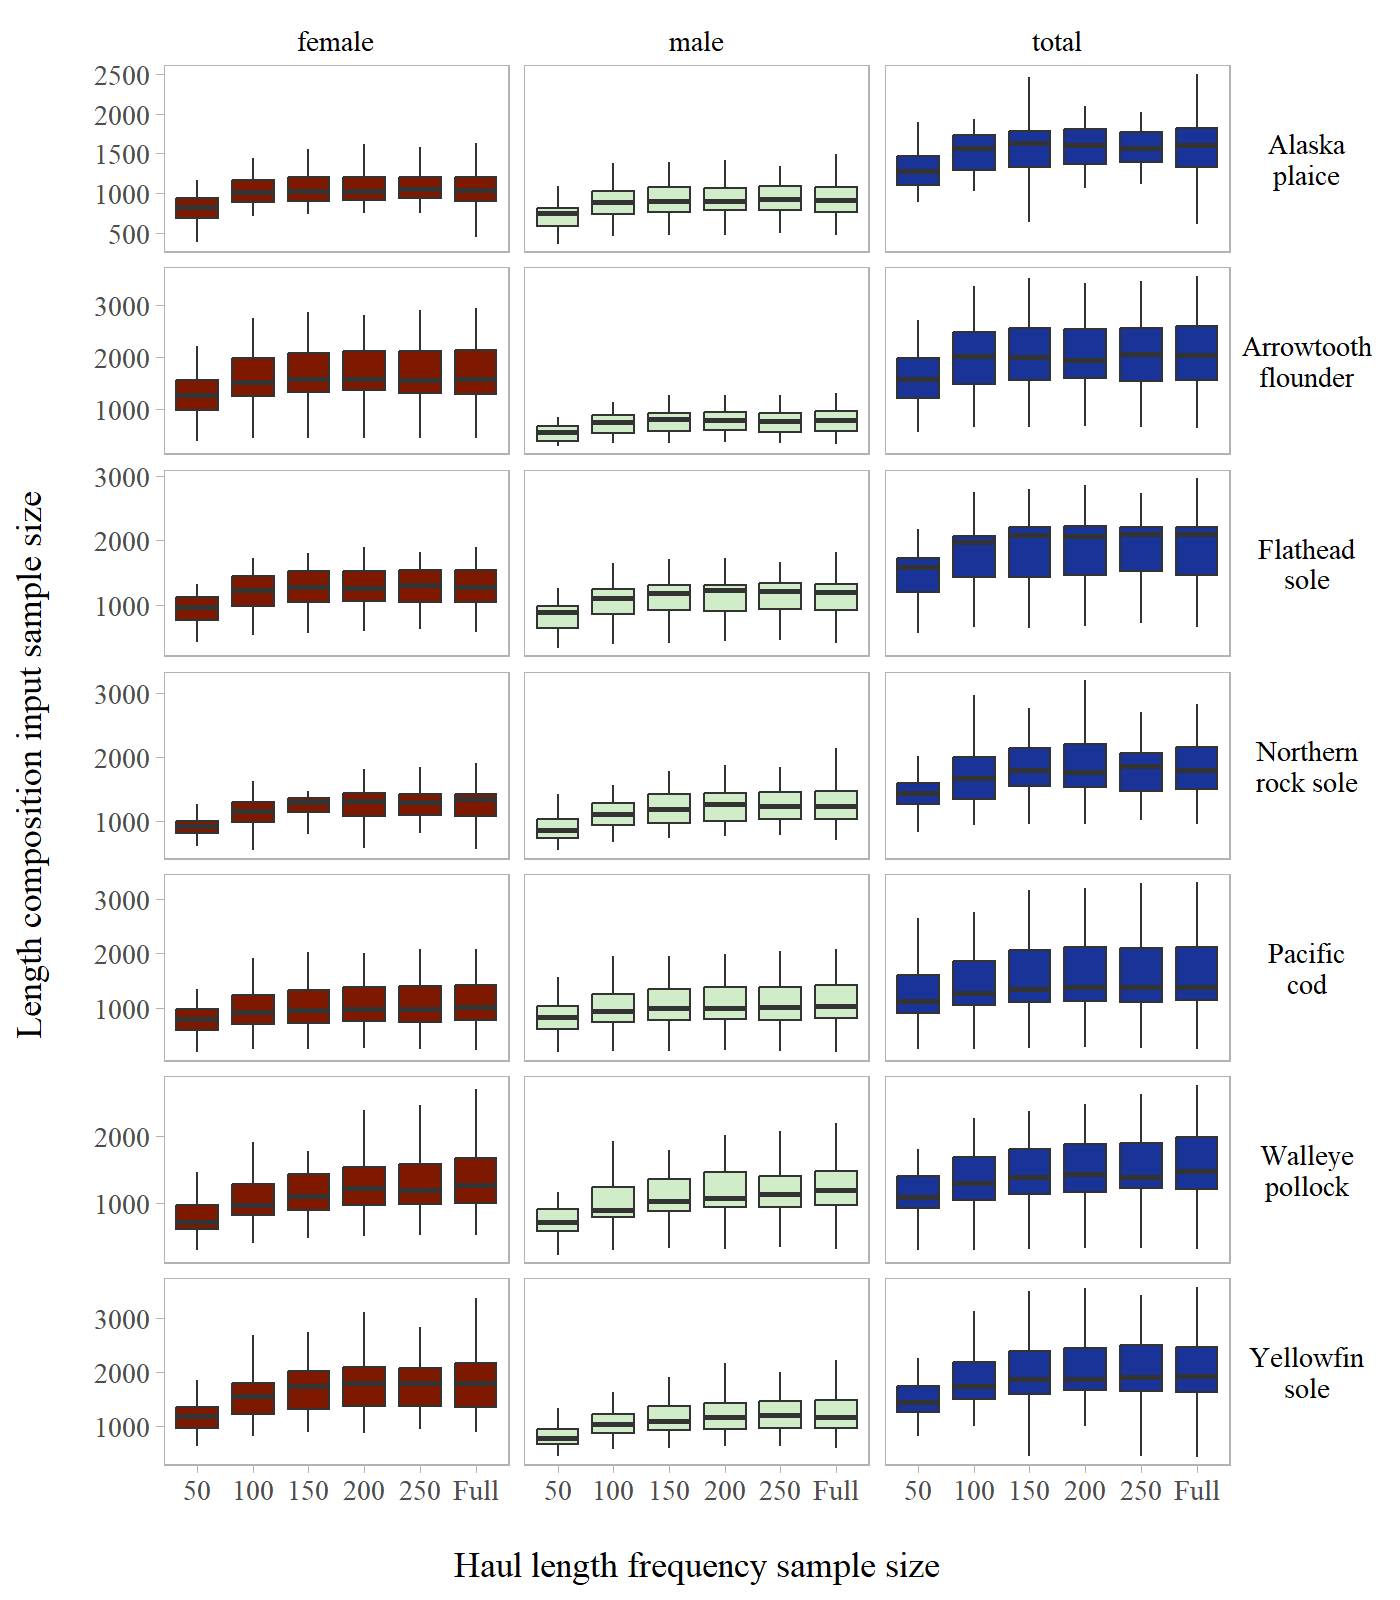 female male total
2500
2000
1500
1000
500
Alaska
plaice
3000
2000
1000
Arrowtooth
flounder
3000
2000
1000
Flathead
sole
3000
2000
1000
Northern
rock sole
3000
2000
1000
Pacific
cod
2000
1000
Walleye
pollock
3000
2000
1000
Yellowfin
sole
Length composition input sample size
50 100 150 200 250 Full 50 100 150 200 250 Full 50 100 150 200 250 Full
Haul length frequency sample size